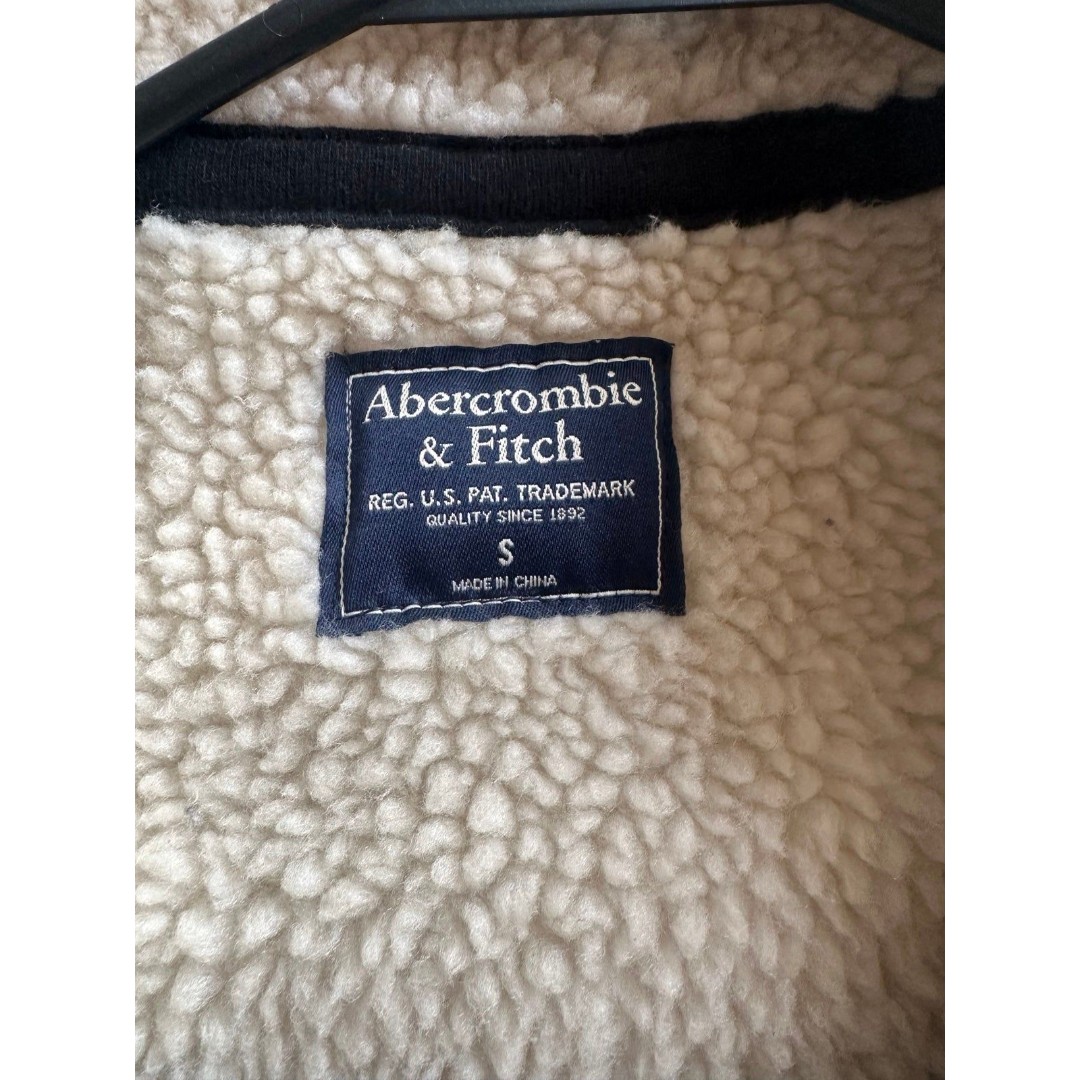 Abercrombie
& Fitch
REG. U.S. PAT. TRADEMARK
QUALITY SINCE 1892
S
MADE IN CHINA